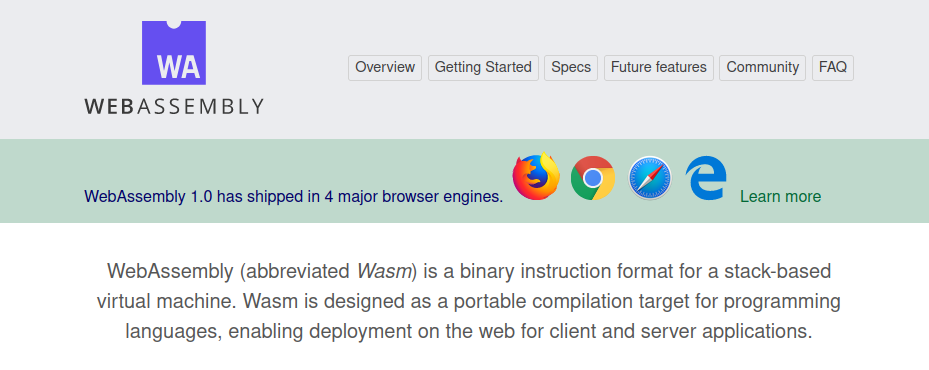 WA
WEBASSEMBLY
Overview
Getting Started
Specs
Future features
Community
FAQ
WebAssembly 1.0 has shipped in 4 major browser engines. Learn more
WebAssembly (abbreviated Wasm) is a binary instruction format for a stack-based
virtual machine. Wasm is designed as a portable compilation target for programming
languages, enabling deployment on the web for client and server applications.